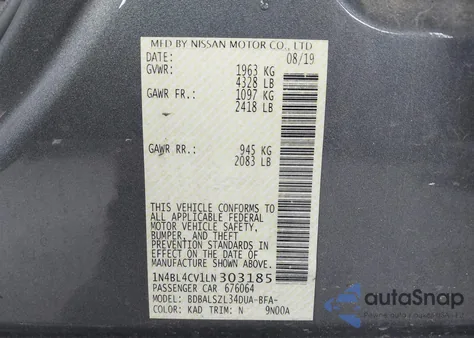 MFD BY NISSAN MOTOR CO., LTD
DATE: 08/19
GVWR: 1963 KG
4328 LB
GAWR FR.: 1097 KG
2418 LB
GAWR RR.: 945 KG
2083 LB
THIS VEHICLE CONFORMS TO
ALL APPLICABLE FEDERAL
MOTOR VEHICLE SAFETY,
BUMPER, AND THEFT
PREVENTION STANDARDS IN
EFFECT ON THE DATE OF
MANUFACTURE SHOWN ABOVE.
1N4BL4CV1LN303185
PASSENGER CAR 676064
MODEL: BDBALSZL34DUA-BFA-
COLOR: KAD TRIM: N 9N00A
autoSnap